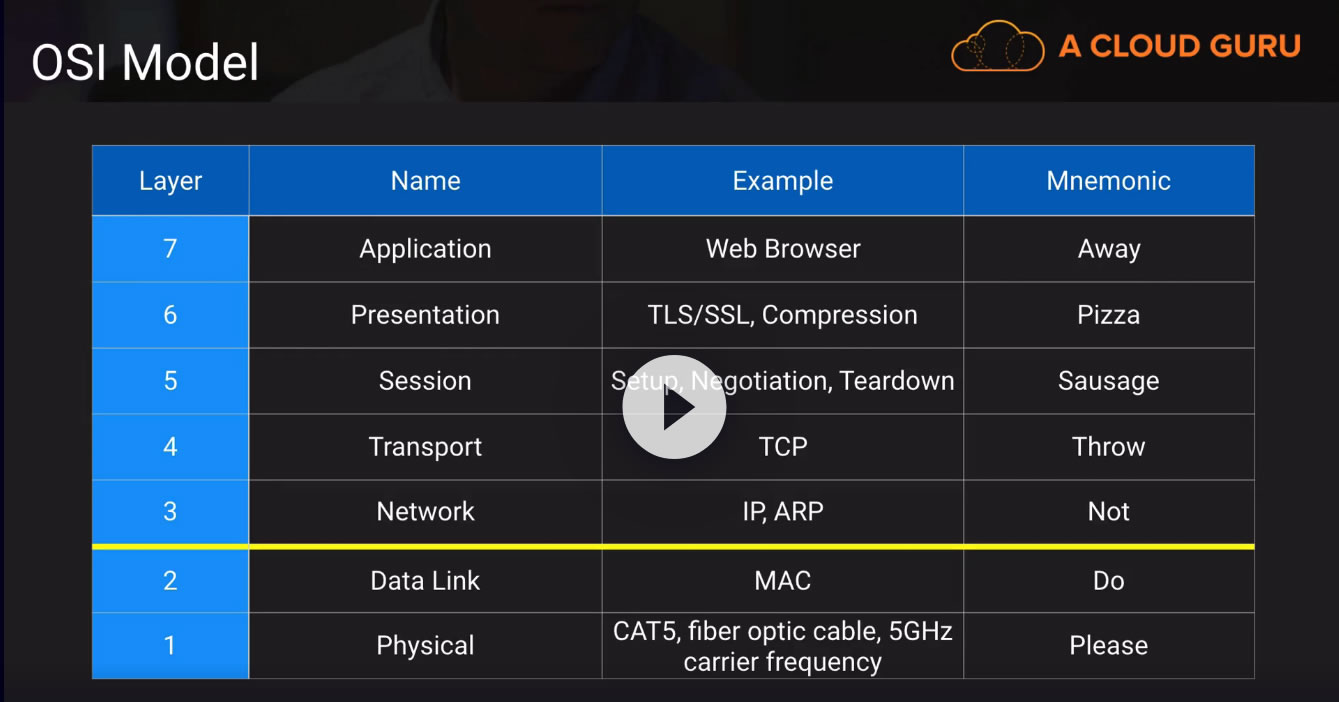 OSI Model
A CLOUD GURU
Layer Name Example Mnemonic
7 Application Web Browser Away
6 Presentation TLS/SSL, Compression Pizza
5 Session Setup, Negotiation, Teardown Sausage
4 Transport TCP Throw
3 Network IP, ARP Not
2 Data Link MAC Do
1 Physical CAT5, fiber optic cable, 5GHz
carrier frequency Please